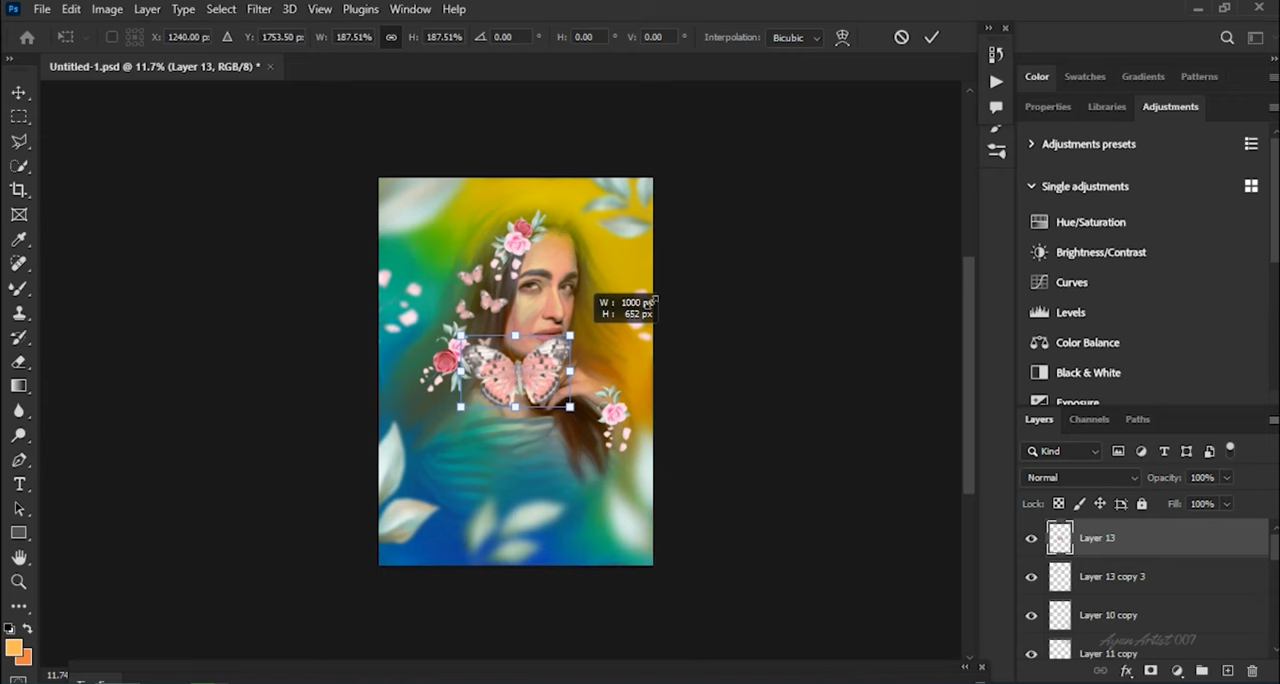 Ps File Edit Image Layer Type Select Filter 3D View Plugins Window Help
X: 1240.00 p: Y: 1753.50 p: W: 187.51% H: 187.51% 0.00 ° H: 0.00 ° V: 0.00 ° Interpolation: Bicubic
Untitled-1.psd @ 11.7% (Layer 13, RGB/8) * ×
Color Swatches Gradients Patterns
Properties Libraries Adjustments
Adjustments presets
Single adjustments
Hue/Saturation
Brightness/Contrast
Curves
Levels
Color Balance
Black & White
Exposure
W : 1000 px
H : 652 px
Layers Channels Paths
Kind
Normal Opacity: 100%
Lock: Fill: 100%
Layer 13
Layer 13 copy 3
Layer 10 copy
Ayan Artist 007
Layer 11 copy
11.74